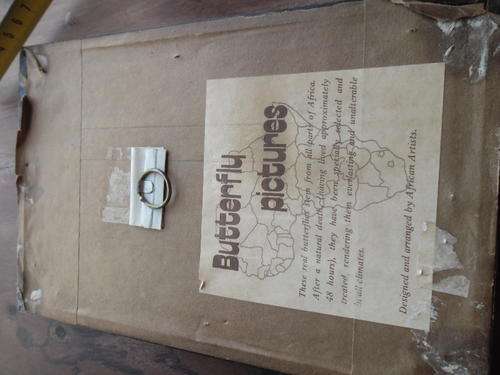 Butterfly
pictures
These real butterflies stem from all parts of Africa.
After a natural death (having lived approximately
48 hours), they have been specially selected and
treated, rendering them everlasting and unalterable
in all climates.
Designed and arranged by African Artists.